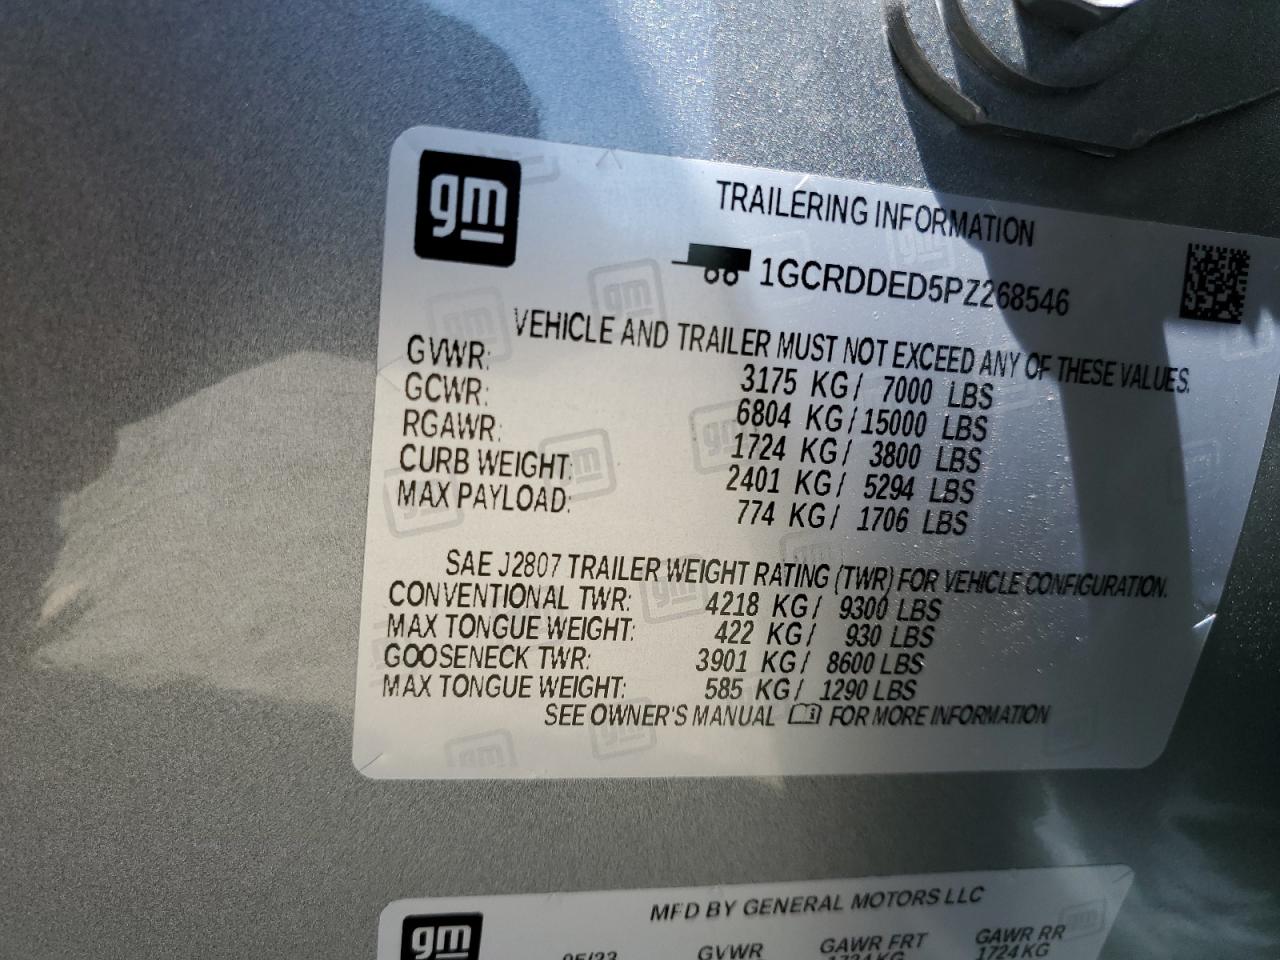 gm
TRAILERING INFORMATION
1GCRDDED5PZ268546
VEHICLE AND TRAILER MUST NOT EXCEED ANY OF THESE VALUES.
GVWR: 3175 KG/ 7000 LBS
GCWR: 6804 KG/15000 LBS
RGAWR: 1724 KG/ 3800 LBS
CURB WEIGHT: 2401 KG/ 5294 LBS
MAX PAYLOAD: 774 KG/ 1706 LBS
SAE J2807 TRAILER WEIGHT RATING (TWR) FOR VEHICLE CONFIGURATION.
CONVENTIONAL TWR: 4218 KG/ 9300 LBS
MAX TONGUE WEIGHT: 422 KG/ 930 LBS
GOOSENECK TWR: 3901 KG/ 8600 LBS
MAX TONGUE WEIGHT: 585 KG/ 1290 LBS
SEE OWNER'S MANUAL FOR MORE INFORMATION
MFD BY GENERAL MOTORS LLC
gm
05/23 GVWR GAWR FRT GAWR RR
1724KG 1724KG